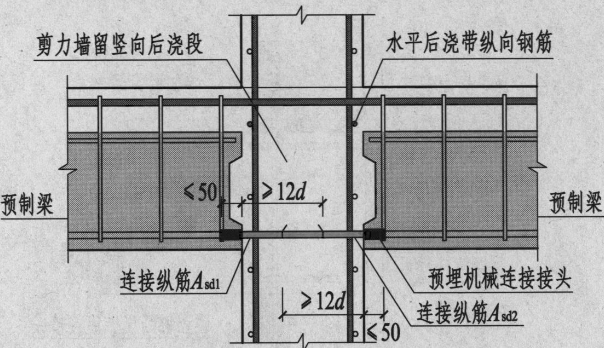 剪力墙留竖向后浇段
水平后浇带纵向钢筋
≤50
≥12d
预制梁
预制梁
连接纵筋Asd1
预埋机械连接接头
≥12d
连接纵筋Asd2
≤50